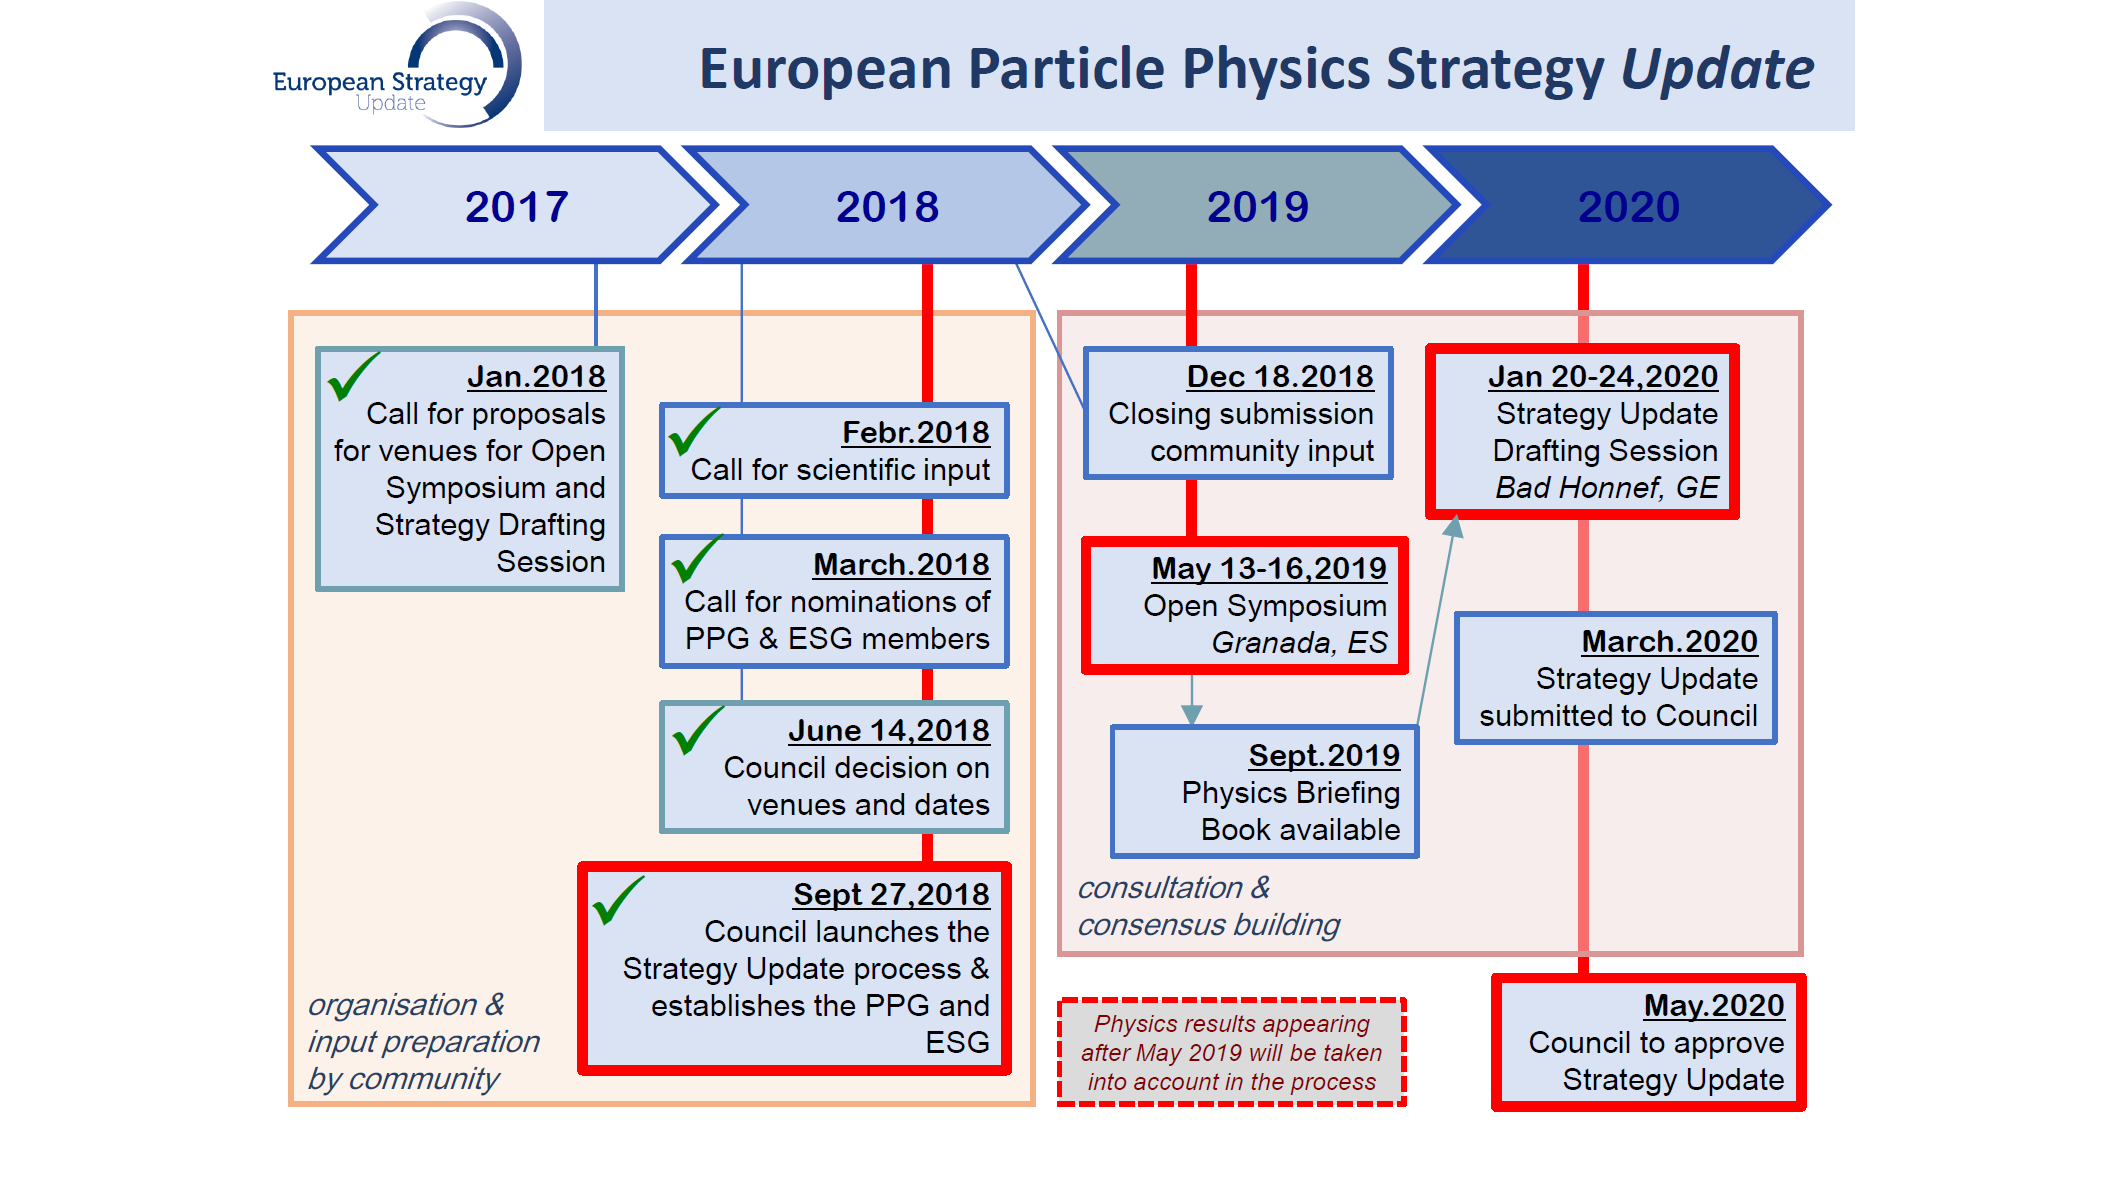 European Strategy
Update
European Particle Physics Strategy Update
2017
2018
2019
2020
Jan.2018
Call for proposals
for venues for Open
Symposium and
Strategy Drafting
Session
Febr.2018
Call for scientific input
March.2018
Call for nominations of
PPG & ESG members
June 14,2018
Council decision on
venues and dates
Sept 27,2018
Council launches the
Strategy Update process &
establishes the PPG and
ESG
organisation &
input preparation
by community
Dec 18.2018
Closing submission
community input
May 13-16,2019
Open Symposium
Granada, ES
Sept.2019
Physics Briefing
Book available
Jan 20-24,2020
Strategy Update
Drafting Session
Bad Honnef, GE
March.2020
Strategy Update
submitted to Council
consultation &
consensus building
Physics results appearing
after May 2019 will be taken
into account in the process
May.2020
Council to approve
Strategy Update